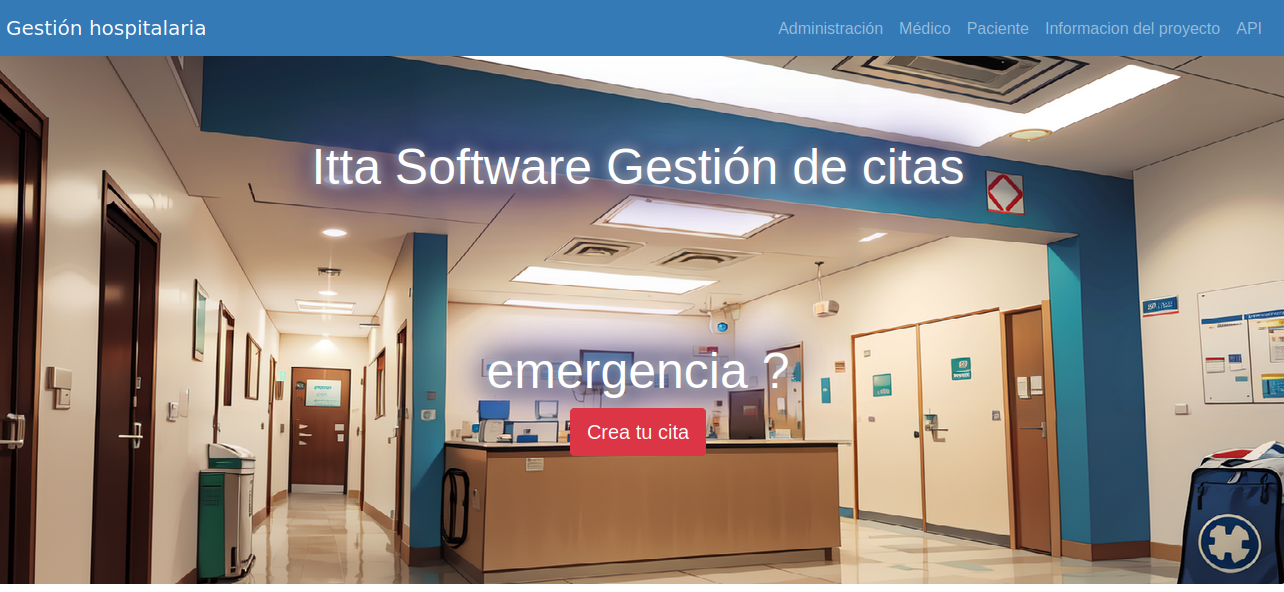 Gestión hospitalaria
Administración Médico Paciente Informacion del proyecto API
Itta Software Gestión de citas
emergencia ?
Crea tu cita